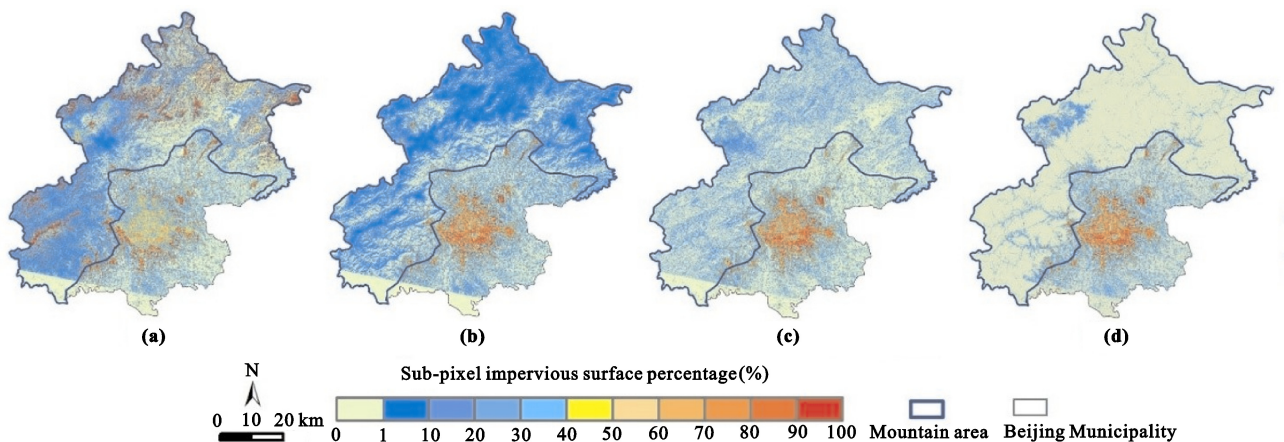 (a) (b) (c) (d)
N
Sub-pixel impervious surface percentage(%)
0 10 20 km
0 1 10 20 30 40 50 60 70 80 90 100
Mountain area
Beijing Municipality